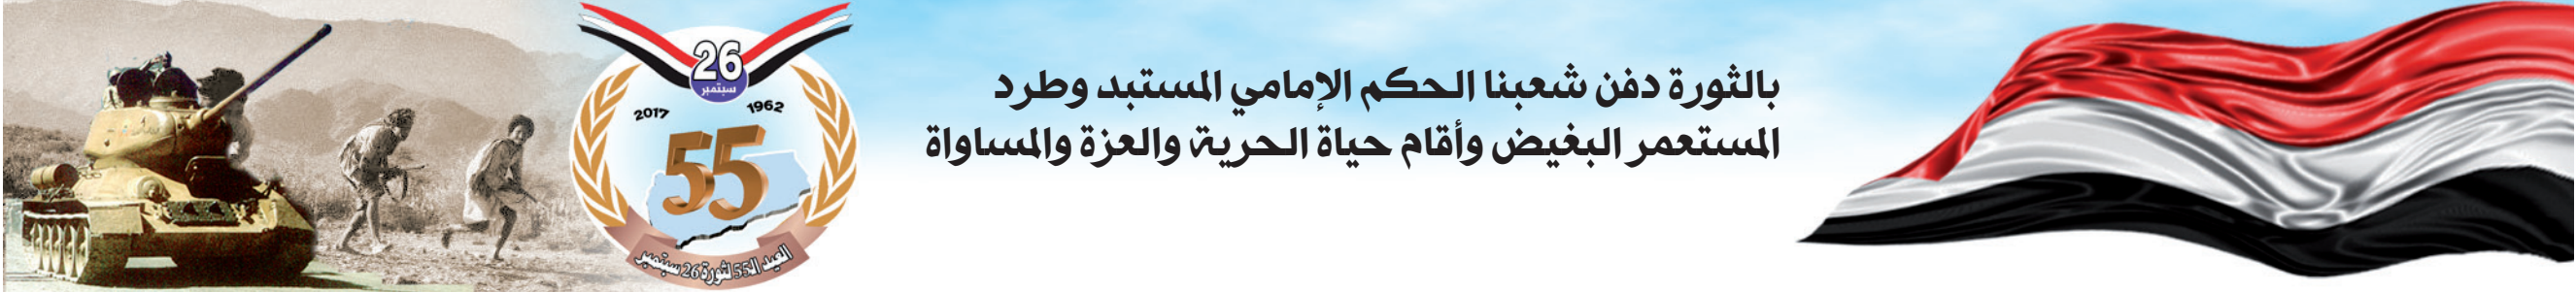 بالثورة دفن شعبنا الحكم الإمامي المستبد وطرد
المستعمر البغيض وأقام حياة الحرية والعزة والمساواة
26
سبتمبر
1962
2017
55
العيد الـ55 لثورة 26 سبتمبر